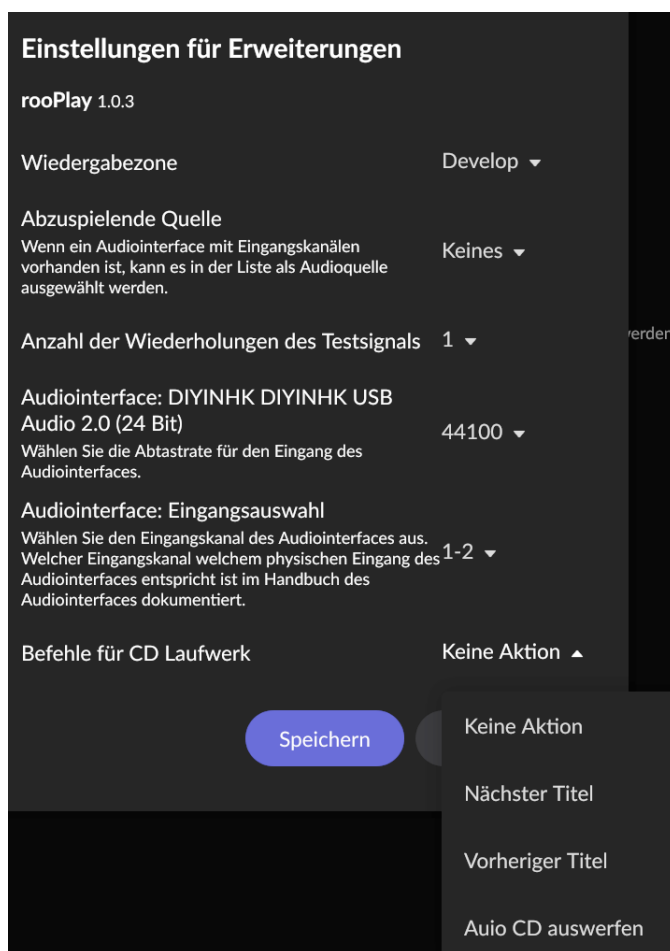 Einstellungen für Erweiterungen
rooPlay 1.0.3
Wiedergabezone
Develop
Abzuspielende Quelle
Wenn ein Audiointerface mit Eingangskanälen
vorhanden ist, kann es in der Liste als Audioquelle
ausgewählt werden.
Keines
Anzahl der Wiederholungen des Testsignals
1
Audiointerface: DIYINHK DIYINHK USB
Audio 2.0 (24 Bit)
Wählen Sie die Abtastrate für den Eingang des
Audiointerfaces.
44100
Audiointerface: Eingangsauswahl
Wählen Sie den Eingangskanal des Audiointerfaces aus.
Welcher Eingangskanal welchem physischen Eingang des
Audiointerfaces entspricht ist im Handbuch des
Audiointerfaces dokumentiert.
1-2
Befehle für CD Laufwerk
Keine Aktion
Speichern
Keine Aktion
Nächster Titel
Vorheriger Titel
Auio CD auswerfen